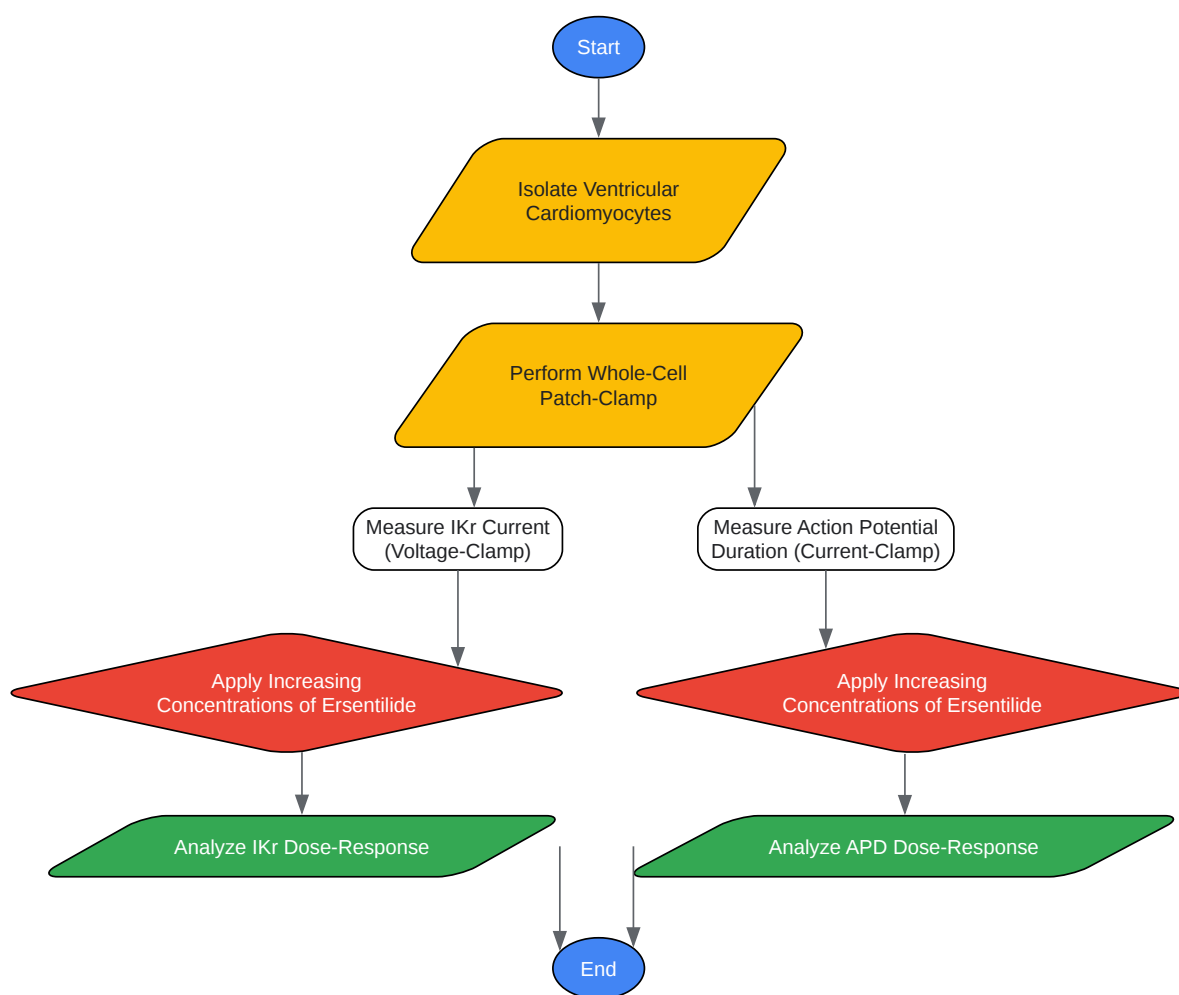 Start
Isolate Ventricular
Cardiomyocytes
Perform Whole-Cell
Patch-Clamp
Measure IKr Current
(Voltage-Clamp)
Measure Action Potential
Duration (Current-Clamp)
Apply Increasing
Concentrations of Ersentilide
Apply Increasing
Concentrations of Ersentilide
Analyze IKr Dose-Response
Analyze APD Dose-Response
End